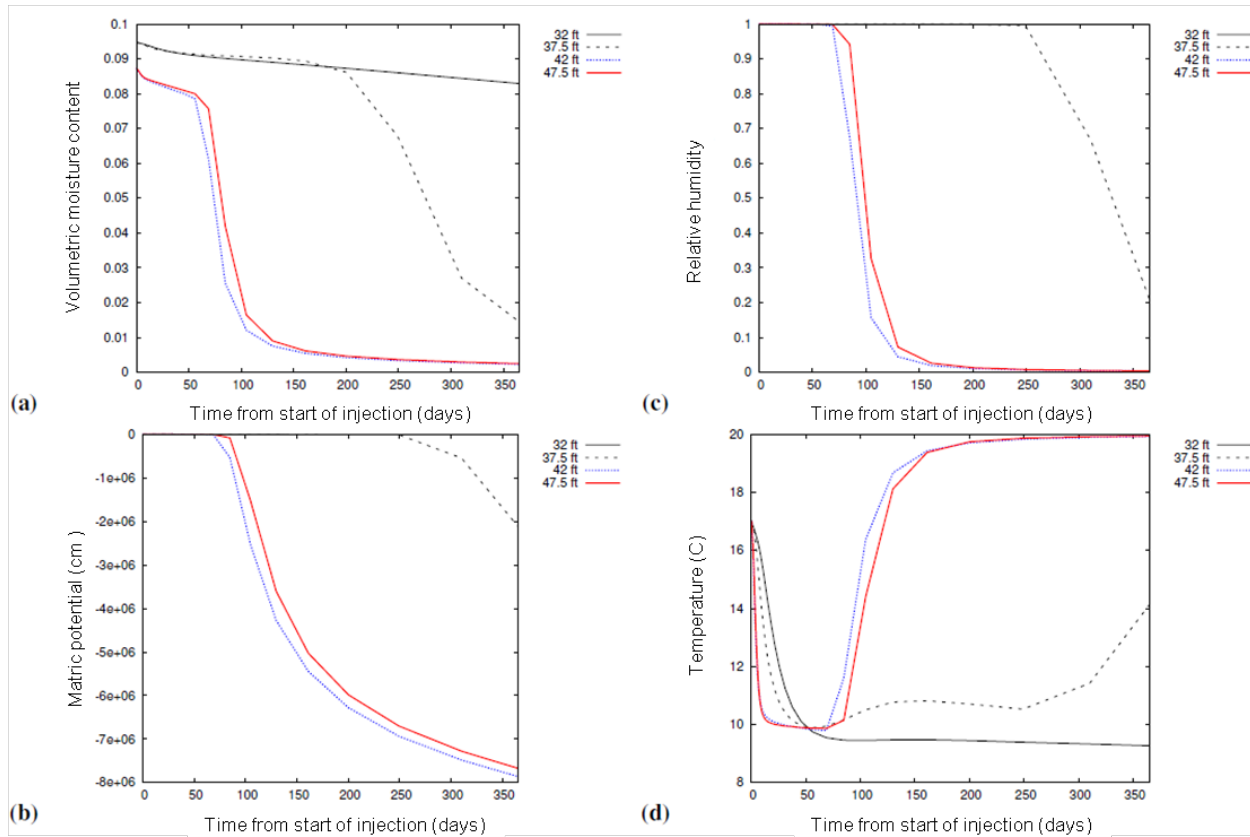 0.1
0.09
0.08
0.07
0.06
0.05
0.04
0.03
0.02
0.01
0
0 50 100 150 200 250 300 350
Volumetric moisture content
Time from start of injection (days)
(a)
32 ft
37.5 ft
42 ft
47.5 ft
1
0.9
0.8
0.7
0.6
0.5
0.4
0.3
0.2
0.1
0
0 50 100 150 200 250 300 350
Relative humidity
Time from start of injection (days)
(c)
32 ft
37.5 ft
42 ft
47.5 ft
0
-1e+06
-2e+06
-3e+06
-4e+06
-5e+06
-6e+06
-7e+06
-8e+06
0 50 100 150 200 250 300 350
Matric potential (cm)
Time from start of injection (days)
(b)
32 ft
37.5 ft
42 ft
47.5 ft
20
18
16
14
12
10
8
0 50 100 150 200 250 300 350
Temperature (C)
Time from start of injection (days)
(d)
32 ft
37.5 ft
42 ft
47.5 ft